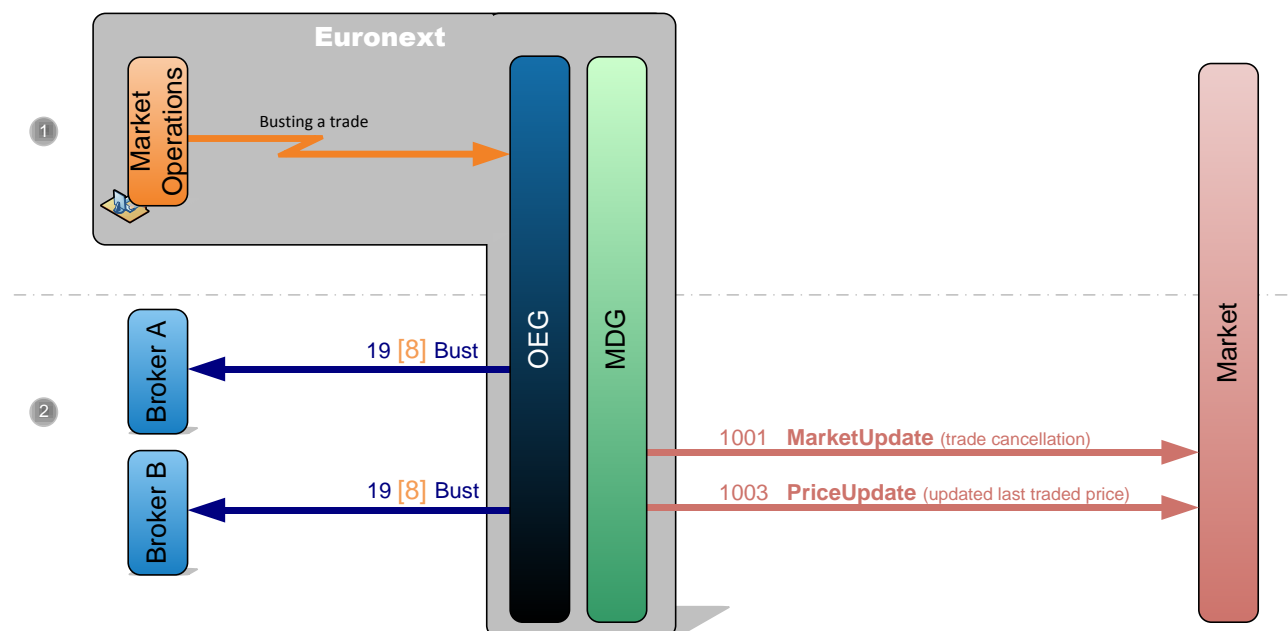 Euronext
1
Market
Operations
Busting a trade
OEG
MDG
Market
2
Broker A
19 [8] Bust
1001 MarketUpdate (trade cancellation)
Broker B
19 [8] Bust
1003 PriceUpdate (updated last traded price)